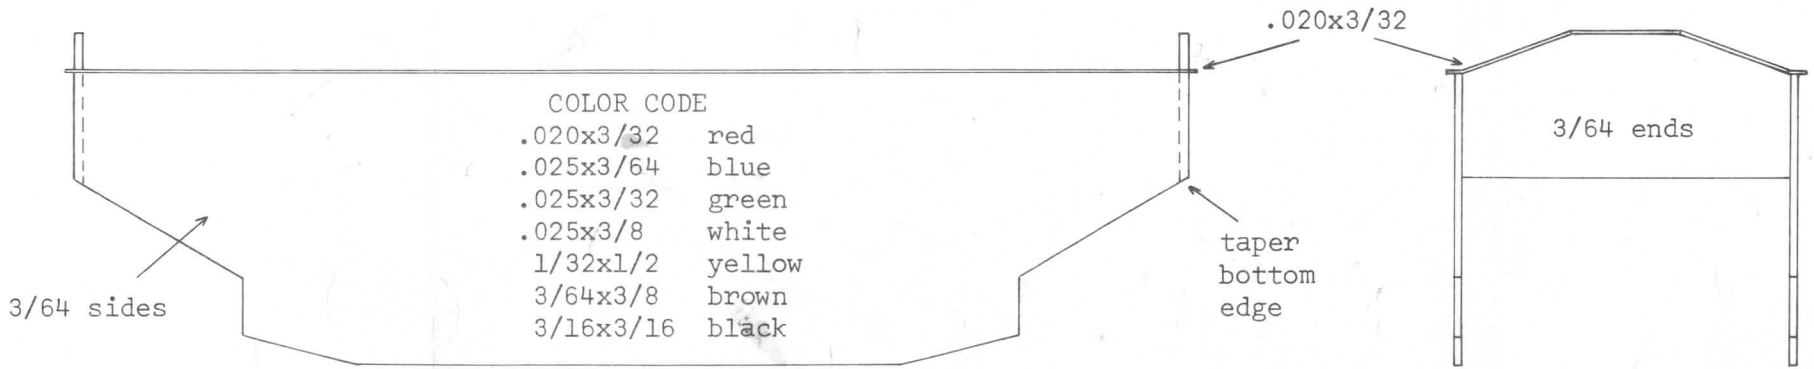 .020x3/32
COLOR CODE
.020x3/32 red
.025x3/64 blue
.025x3/32 green
.025x3/8 white
1/32x1/2 yellow
3/64x3/8 brown
3/16x3/16 black
3/64 sides
taper
bottom
edge
3/64 ends